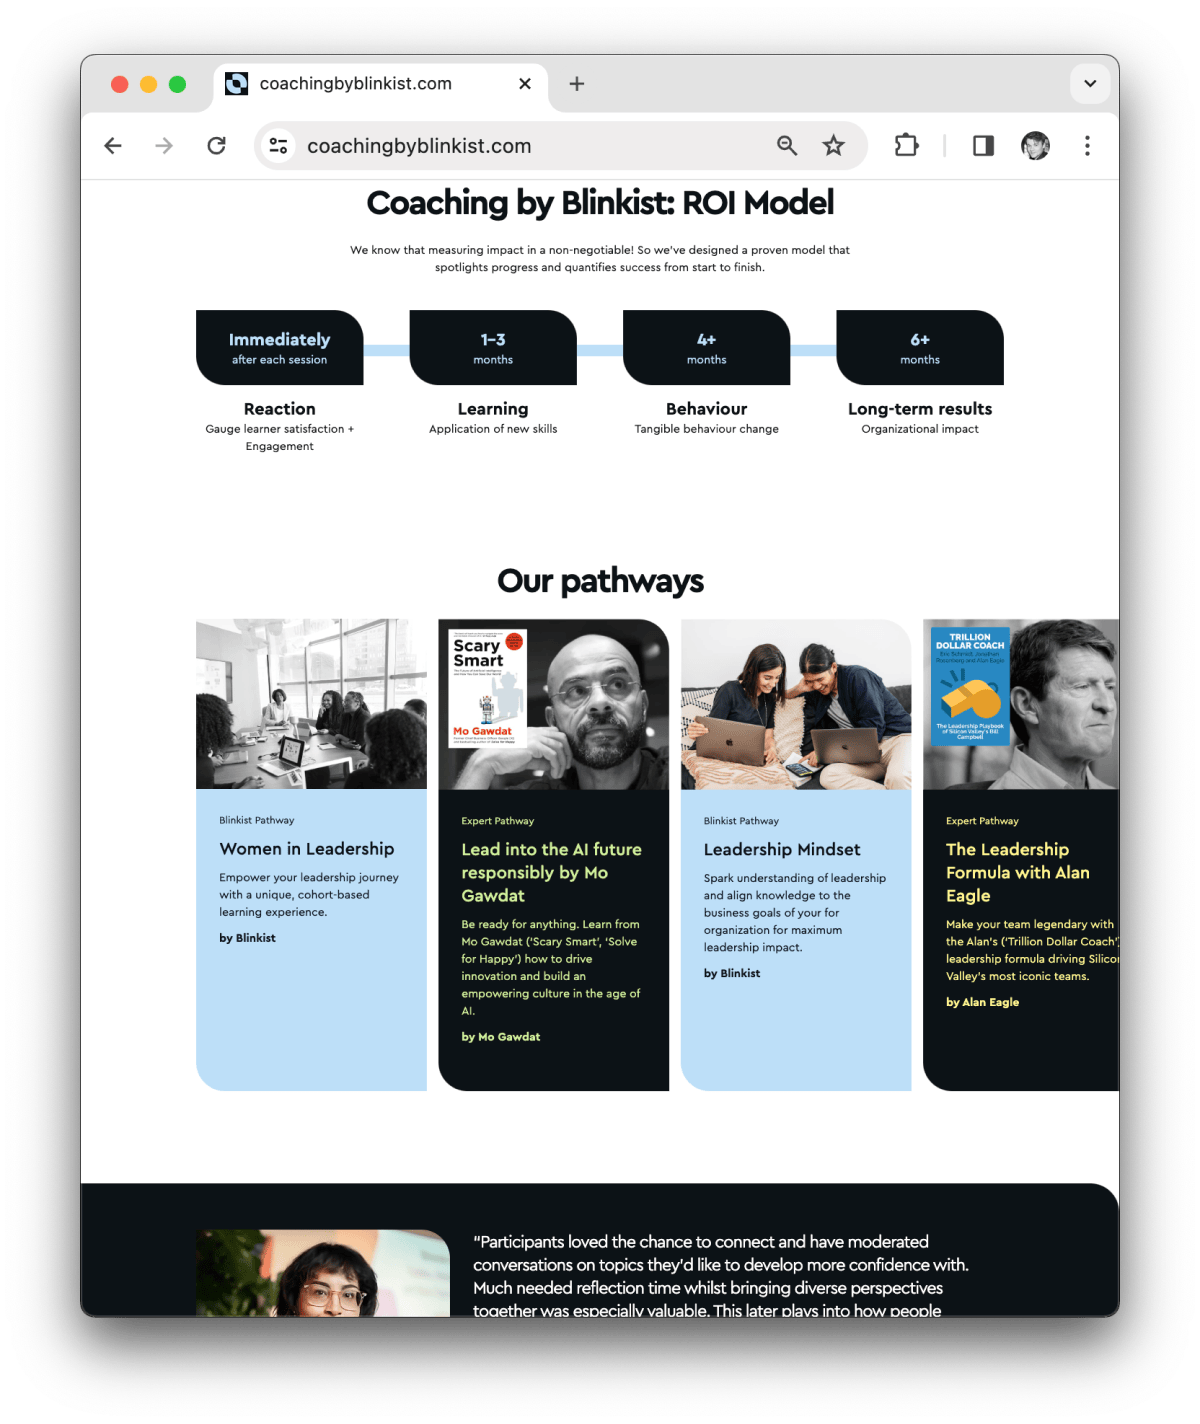 coachingbyblinkist.com
coachingbyblinkist.com
Coaching by Blinkist: ROI Model
We know that measuring impact in a non-negotiable! So we've designed a proven model that
spotlights progress and quantifies success from start to finish.
Immediately
after each session
Reaction
Gauge learner satisfaction +
Engagement
1–3
months
Learning
Application of new skills
4+
months
Behaviour
Tangible behaviour change
6+
months
Long-term results
Organizational impact
Our pathways
Blinkist Pathway
Women in Leadership
Empower your leadership journey
with a unique, cohort-based
learning experience.
by Blinkist
Scary
Smart
Mo Gawdat
Expert Pathway
Lead into the AI future
responsibly by Mo
Gawdat
Be ready for anything. Learn from
Mo Gawdat ('Scary Smart', 'Solve
for Happy') how to drive
innovation and build an
empowering culture in the age of
AI.
by Mo Gawdat
Blinkist Pathway
Leadership Mindset
Spark understanding of leadership
and align knowledge to the
business goals of your for
organization for maximum
leadership impact.
by Blinkist
TRILLION
DOLLAR COACH
Eric Schmidt, Jonathan
Rosenberg and Alan Eagle
The Leadership Playbook
of Silicon Valley's Bill
Campbell
Expert Pathway
The Leadership
Formula with Alan
Eagle
Make your team legendary with
the Alan's ('Trillion Dollar Coach')
leadership formula driving Silicon
Valley's most iconic teams.
by Alan Eagle
"Participants loved the chance to connect and have moderated
conversations on topics they'd like to develop more confidence with.
Much needed reflection time whilst bringing diverse perspectives
together was especially valuable. This later plays into how people